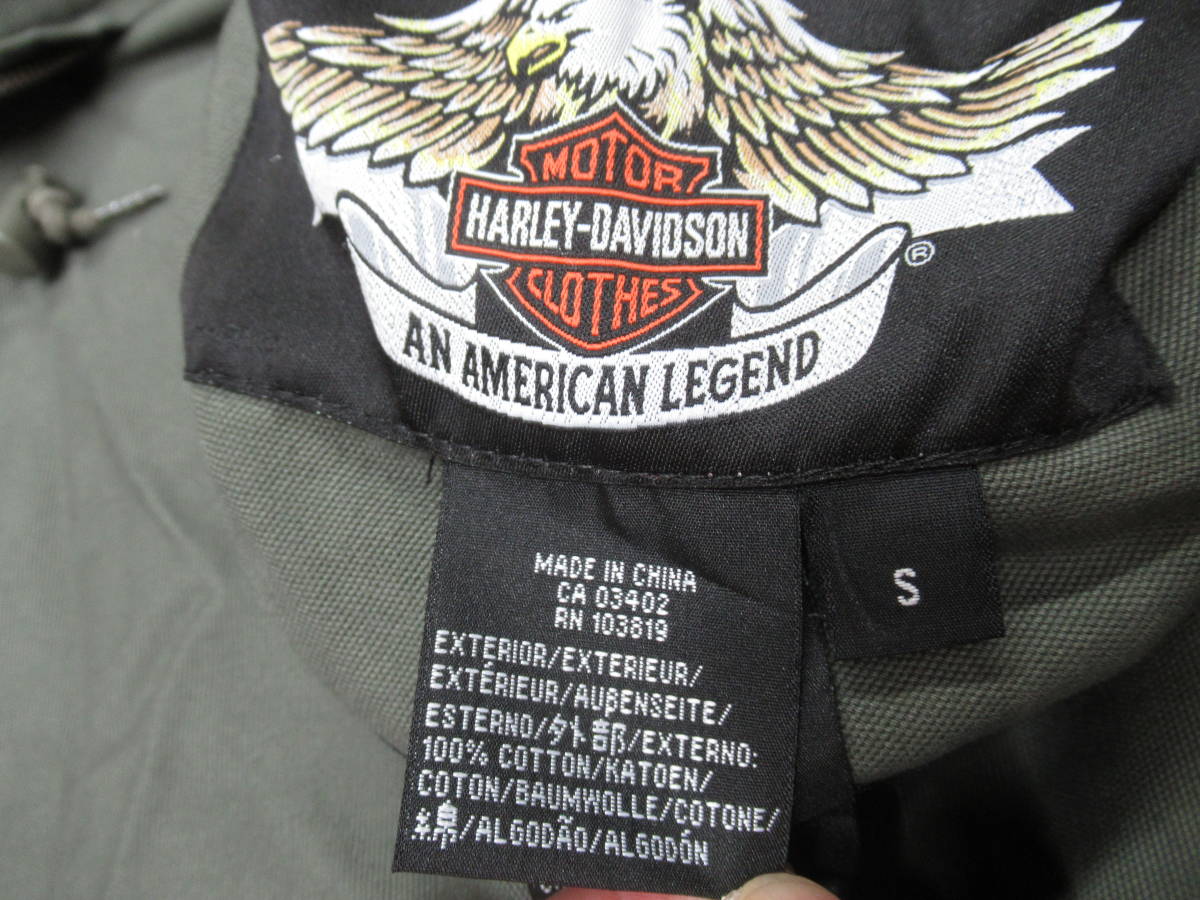 MOTOR
HARLEY-DAVIDSON
CLOTHES
®
AN AMERICAN LEGEND
MADE IN CHINA
CA 03402
RN 103819
EXTERIOR/EXTERIEUR/
EXTÉRIEUR/AUßENSEITE/
ESTERNO/外部/EXTERNO:
100% COTTON/KATOEN/
COTON/BAUMWOLLE/COTONE/
綿/ALGODÃO/ALGODÓN
S